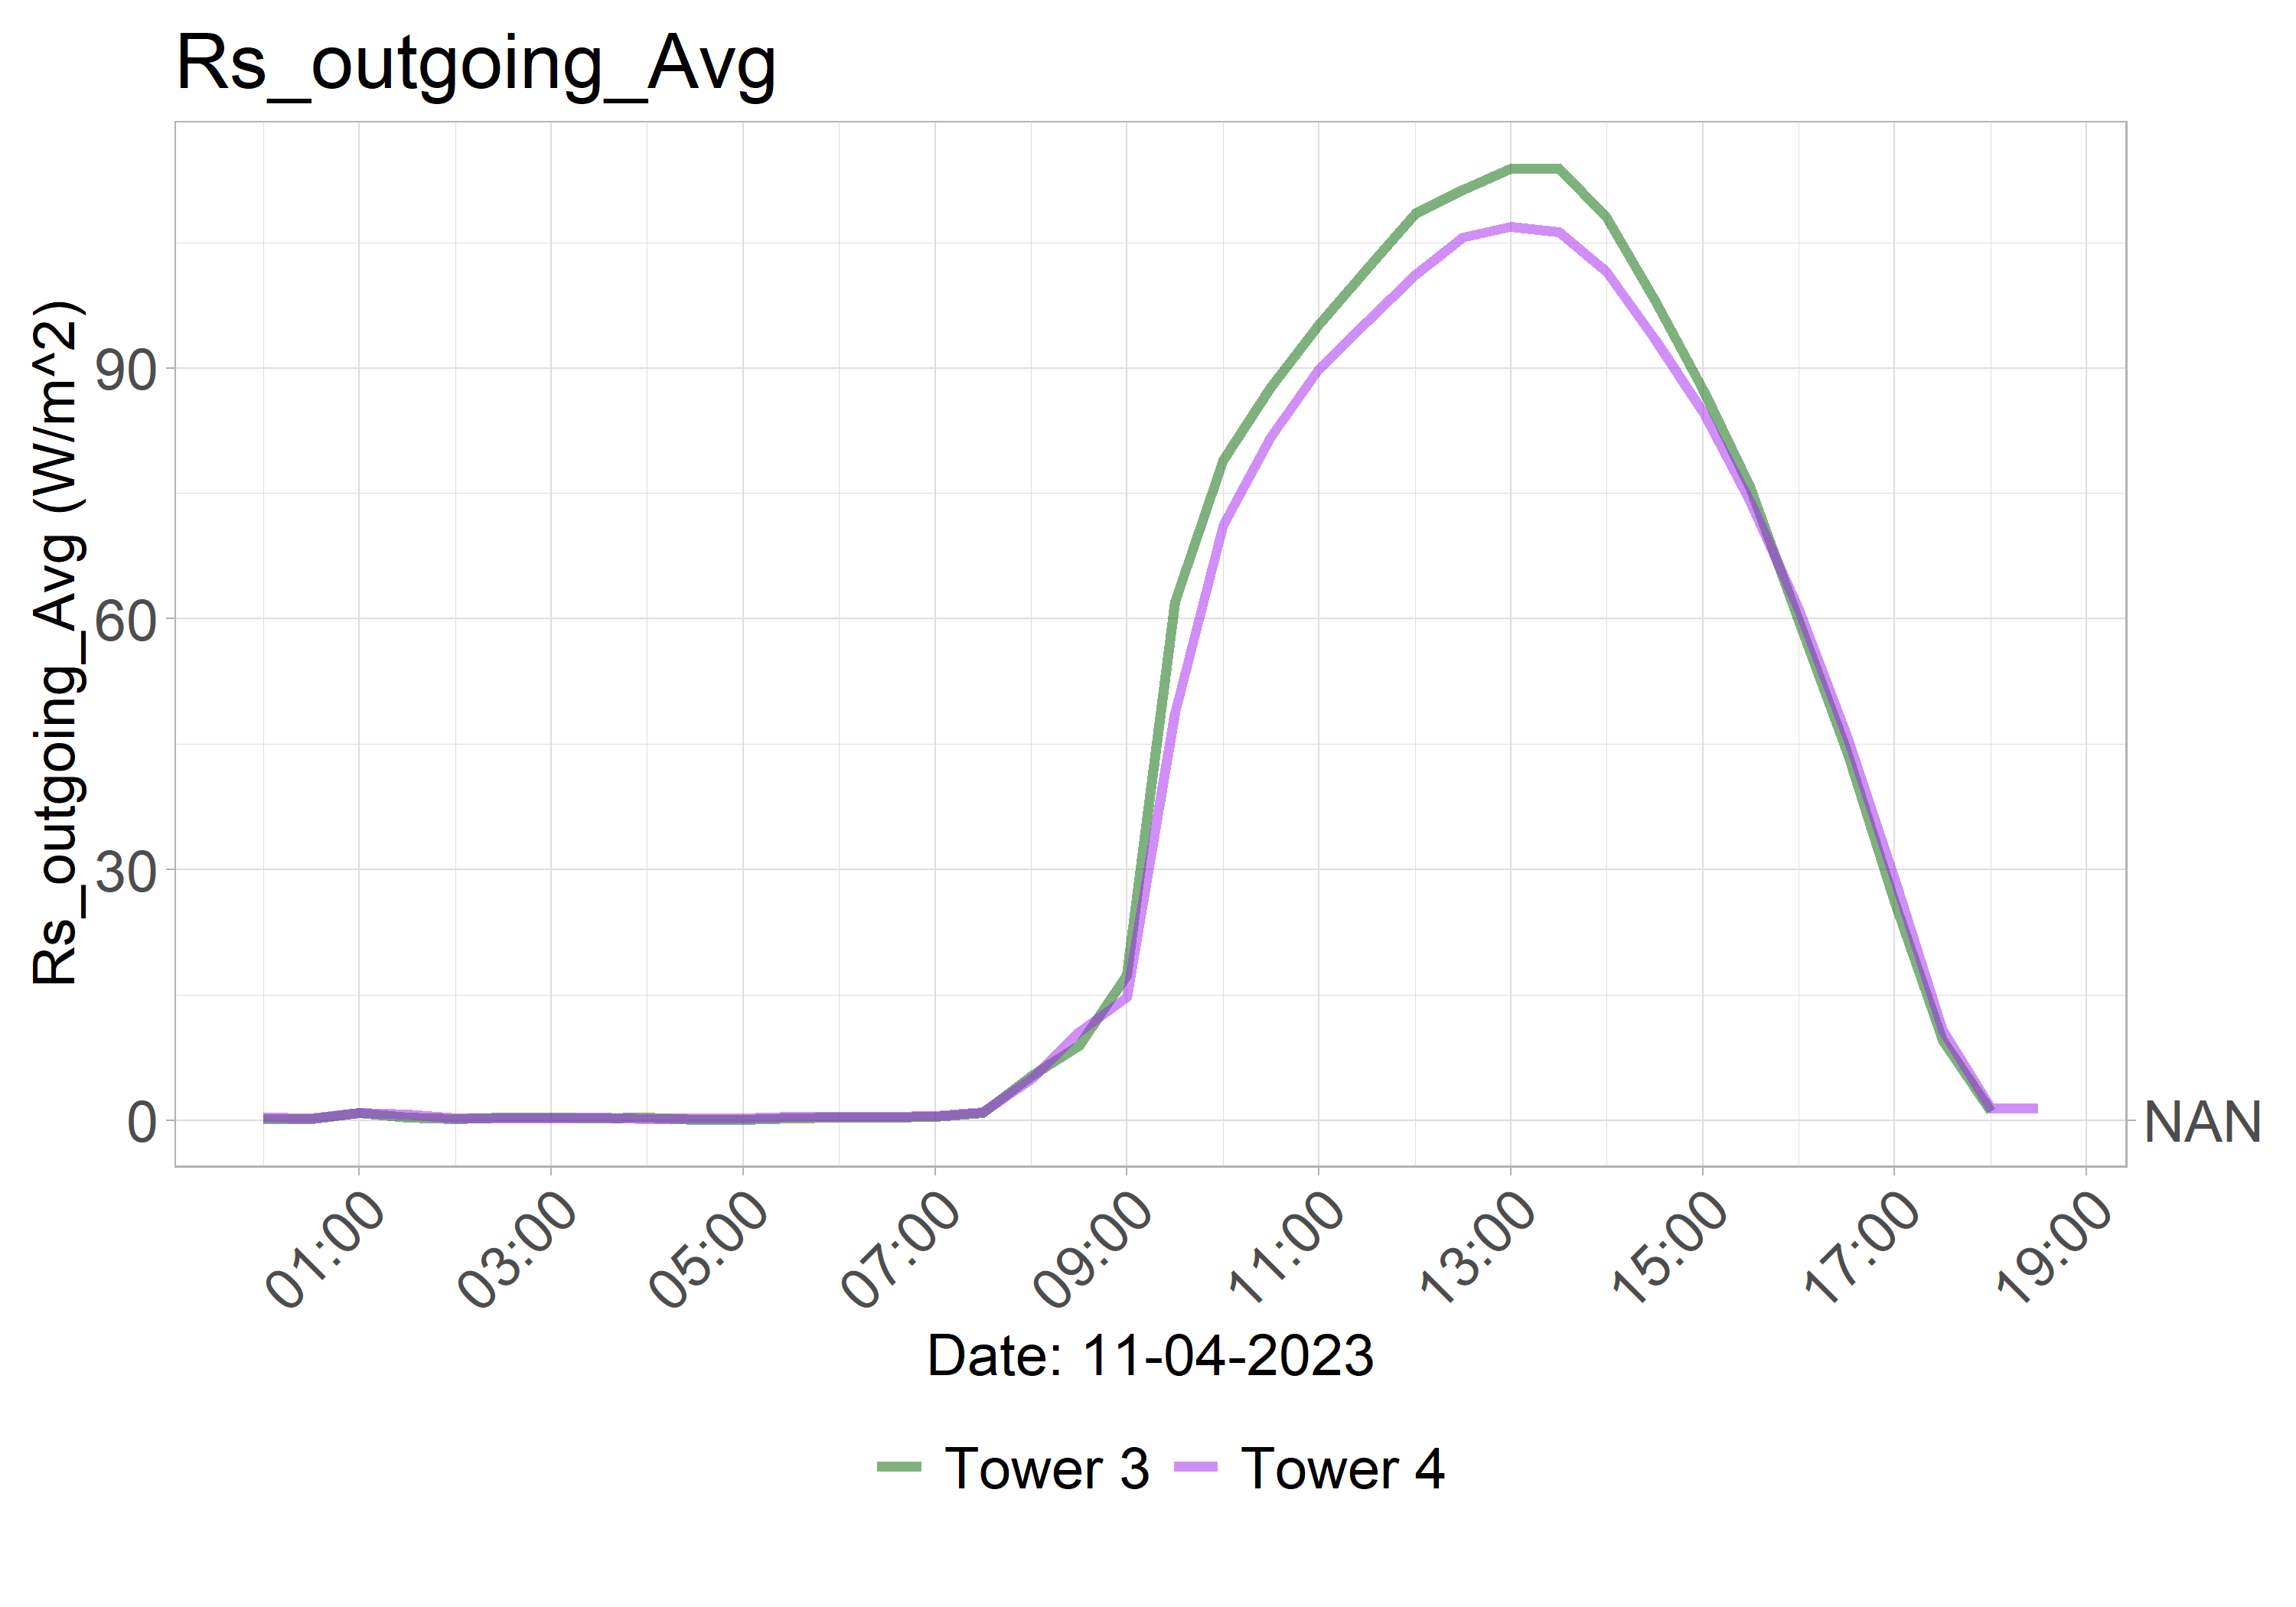 Rs_outgoing_Avg
Rs_outgoing_Avg (W/m^2)
90
60
30
0
NAN
01:00 03:00 05:00 07:00 09:00 11:00 13:00 15:00 17:00 19:00
Date: 11-04-2023
Tower 3 Tower 4